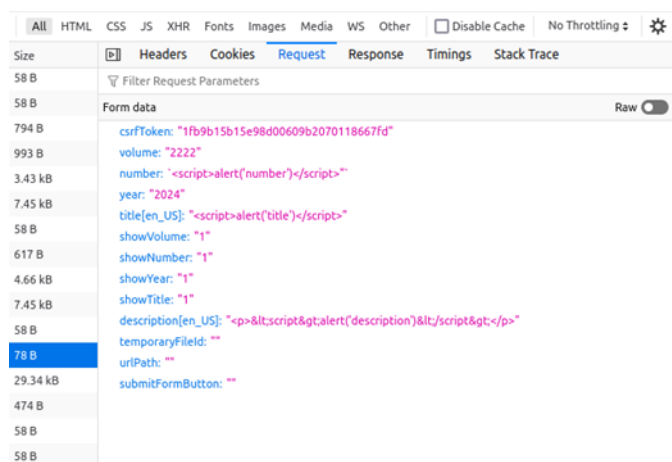 All HTML CSS JS XHR Fonts Images Media WS Other Disable Cache No Throttling
Size Headers Cookies Request Response Timings Stack Trace
58 B Filter Request Parameters
58 B Form data Raw
794 B csrfToken: "1fb9b15b15e98d00609b2070118667fd"
993 B volume: "2222"
3.43 kB number: `<script>alert('number')</script>"`
7.45 kB year: "2024"
title[en_US]: "<script>alert('title')</script>"
58 B showVolume: "1"
617 B showNumber: "1"
4.66 kB showYear: "1"
7.45 kB showTitle: "1"
58 B description[en_US]: "<p>&lt;script&gt;alert('description')&lt;/script&gt;</p>"
temporaryFileId: ""
78 B urlPath: ""
29.34 kB submitFormButton: ""
474 B
58 B
58 B